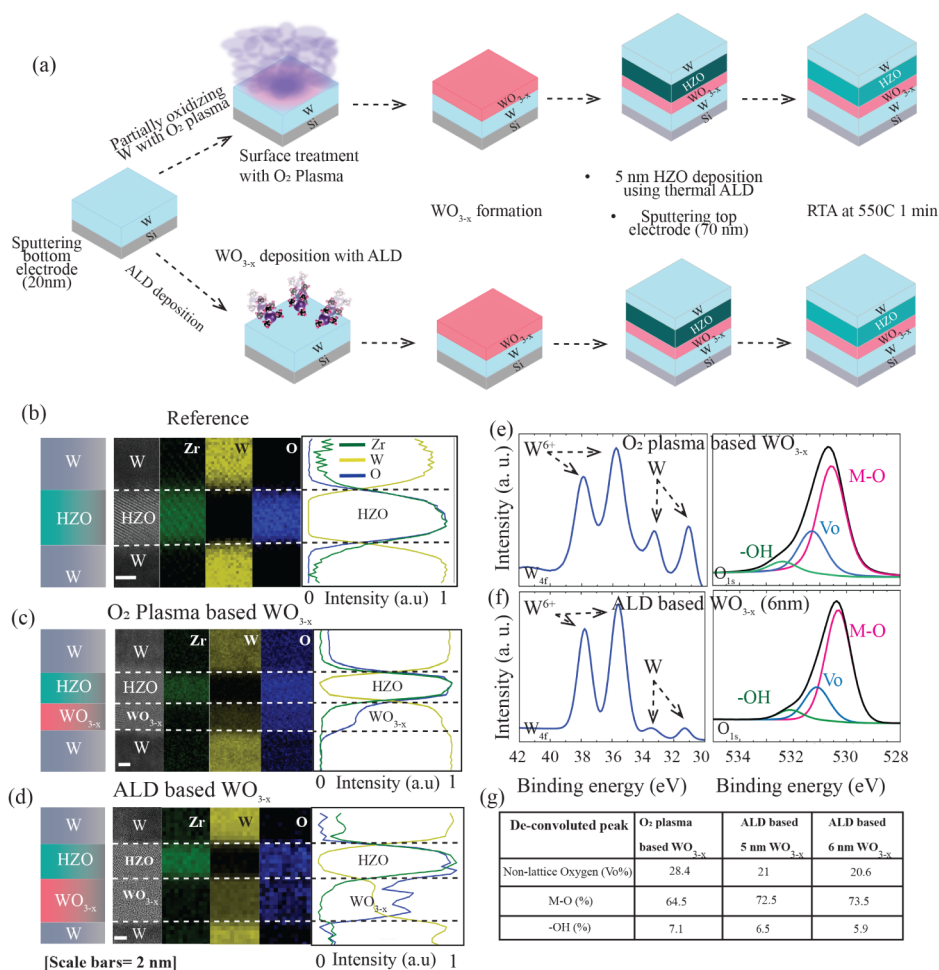 (a)
Partially oxidizing
W with O₂ plasma
W
Si
Surface treatment
with O₂ Plasma
WO₃₋ₓ
W
Si
WO₃₋ₓ formation
W
HZO
WO₃₋ₓ
W
Si
• 5 nm HZO deposition
using thermal ALD
• Sputtering top
electrode (70 nm)
W
HZO
WO₃₋ₓ
W
Si
RTA at 550C 1 min
W
Si
Sputtering
bottom
electrode
(20nm)
ALD deposition
WO₃₋ₓ deposition with ALD
W
Si
WO₃₋ₓ
W
Si
W
HZO
WO₃₋ₓ
W
Si
W
HZO
WO₃₋ₓ
W
Si
(b)
Reference
W
HZO
W
W
HZO
W
Zr
W
O
Zr
W
O
HZO
0 Intensity (a.u) 1
(c)
O₂ Plasma based WO₃₋ₓ
W
HZO
WO₃₋ₓ
W
W
HZO
WO₃₋ₓ
W
Zr
W
O
HZO
WO₃₋ₓ
0 Intensity (a.u) 1
(d)
ALD based WO₃₋ₓ
W
HZO
WO₃₋ₓ
W
W
HZO
WO₃₋ₓ
W
Zr
W
O
HZO
WO₃₋ₓ
0 Intensity (a.u) 1
[Scale bars= 2 nm]
(e)
O₂ plasma based WO₃₋ₓ
Intensity (a. u.)
W⁶⁺
W
W₄f
M-O
Vo
-OH
O₁s
(f)
ALD based WO₃₋ₓ (6nm)
Intensity (a. u.)
W⁶⁺
W
W₄f
M-O
Vo
-OH
O₁s
42 39 36 34 31 30
Binding energy (eV)
534 532 530 528
Binding energy (eV)
(g)
De-convoluted peak | O₂ plasma based WO₃₋ₓ | ALD based 5 nm WO₃₋ₓ | ALD based 6 nm WO₃₋ₓ
Non-lattice Oxygen (Vo%) 28.4 21 20.6
M-O (%) 64.5 72.5 73.5
-OH (%) 7.1 6.5 5.9